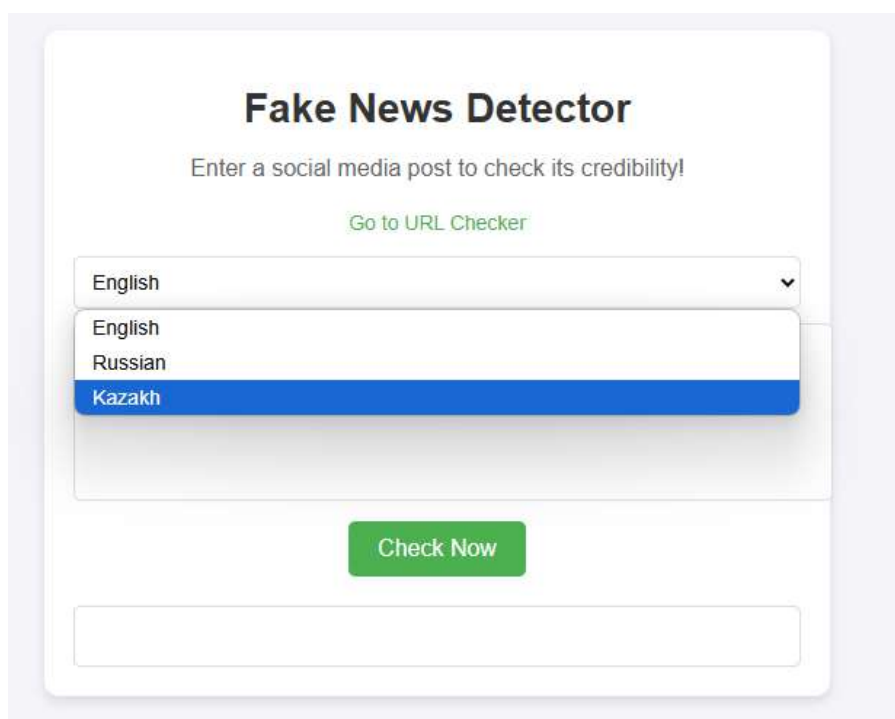 Fake News Detector
Enter a social media post to check its credibility!
Go to URL Checker
English
English
Russian
Kazakh
Check Now